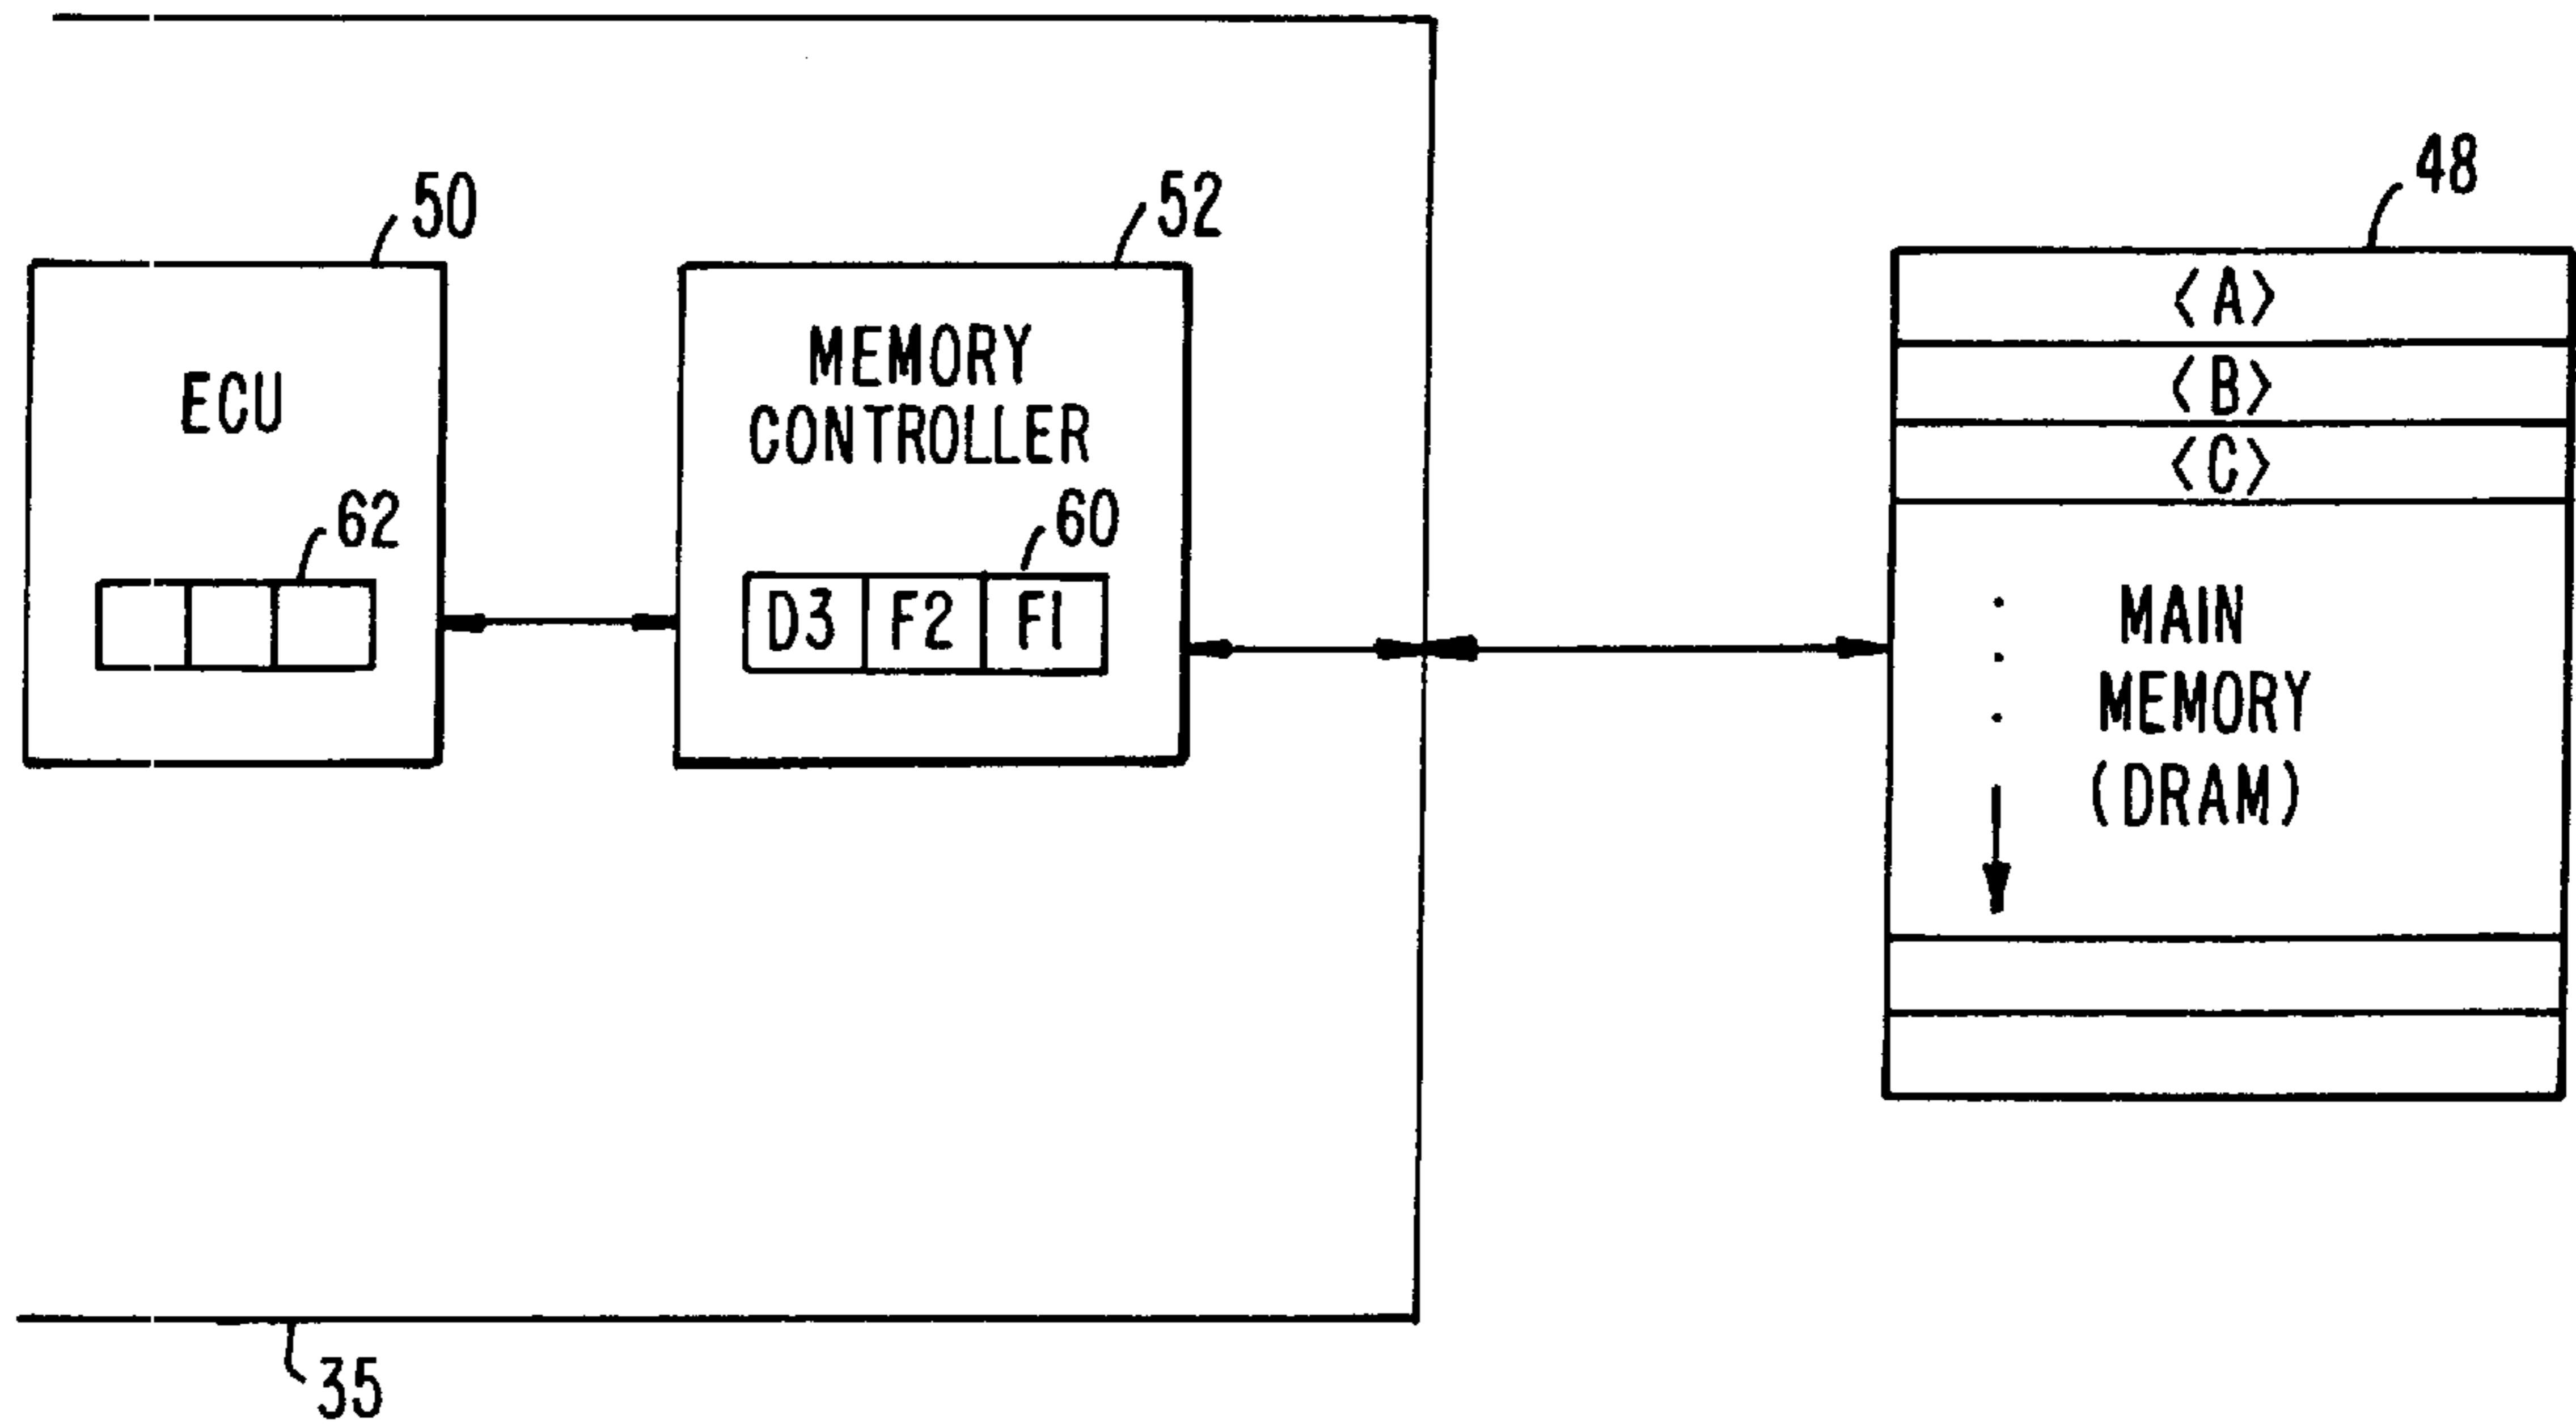 50
ECU
62
52
MEMORY
CONTROLLER
60
D3 F2 F1
48
<A>
<B>
<C>
MAIN
MEMORY
(DRAM)
35